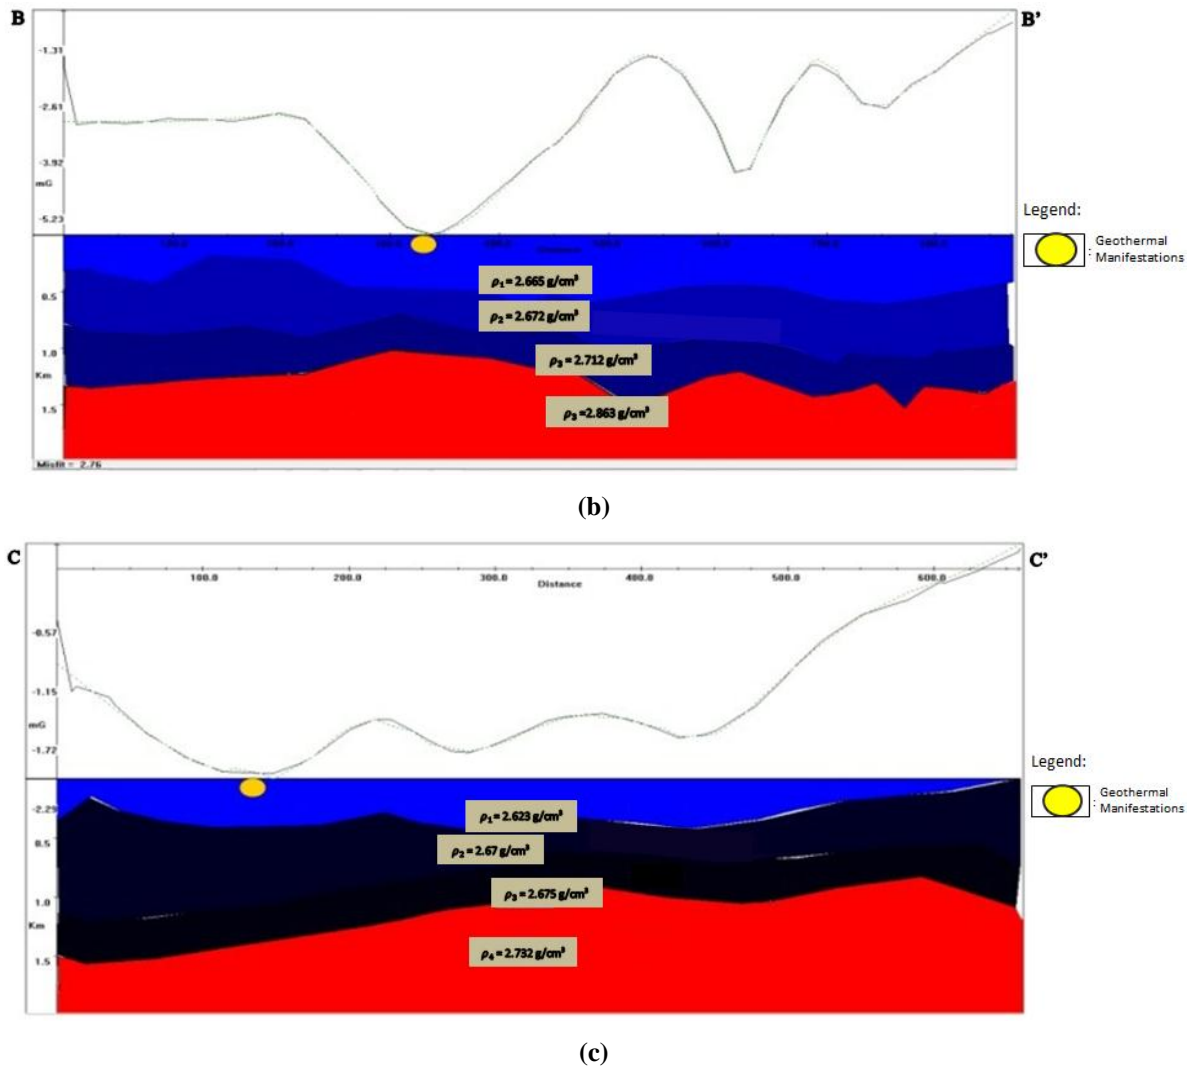 B
B'
-1.31
-2.61
-3.92
mG
-5.23
Distance
Legend:
: Geothermal
Manifestations
ρ₁ = 2.665 g/cm³
0.5
ρ₂ = 2.672 g/cm³
1.0
ρ₃ = 2.712 g/cm³
Km
1.5
ρ₃ =2.863 g/cm³
Misfit = 2.76
(b)
C
C'
100.0 200.0 300.0 400.0 500.0 600.0
Distance
-0.57
-1.15
mG
-1.72
Legend:
: Geothermal
Manifestations
-2.29
ρ₁ = 2.623 g/cm³
0.5
ρ₂ = 2.67 g/cm³
ρ₃ = 2.675 g/cm³
1.0
Km
ρ₄ = 2.732 g/cm³
1.5
(c)